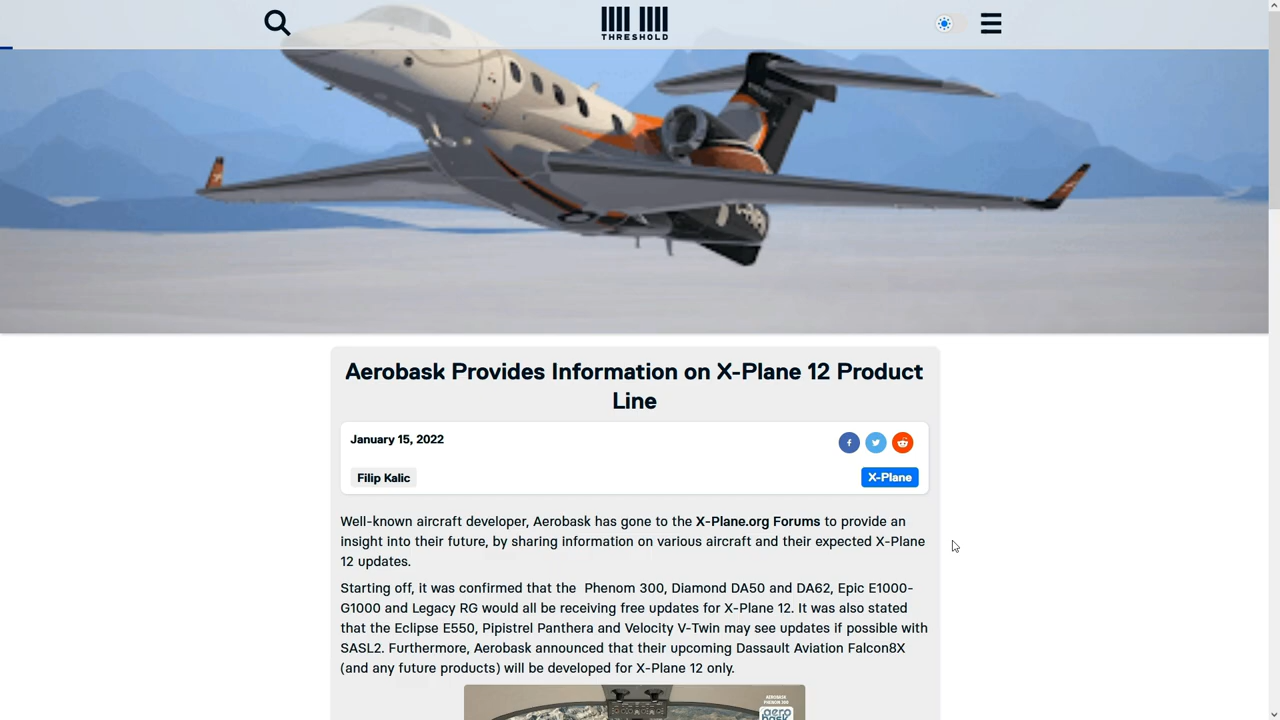 THRESHOLD
Aerobask Provides Information on X-Plane 12 Product
Line
January 15, 2022
Filip Kalic
X-Plane
Well-known aircraft developer, Aerobask has gone to the X-Plane.org Forums to provide an
insight into their future, by sharing information on various aircraft and their expected X-Plane
12 updates.
Starting off, it was confirmed that the Phenom 300, Diamond DA50 and DA62, Epic E1000-
G1000 and Legacy RG would all be receiving free updates for X-Plane 12. It was also stated
that the Eclipse E550, Pipistrel Panthera and Velocity V-Twin may see updates if possible with
SASL2. Furthermore, Aerobask announced that their upcoming Dassault Aviation Falcon8X
(and any future products) will be developed for X-Plane 12 only.
AEROBASK
PHENOM 300
aero
bask